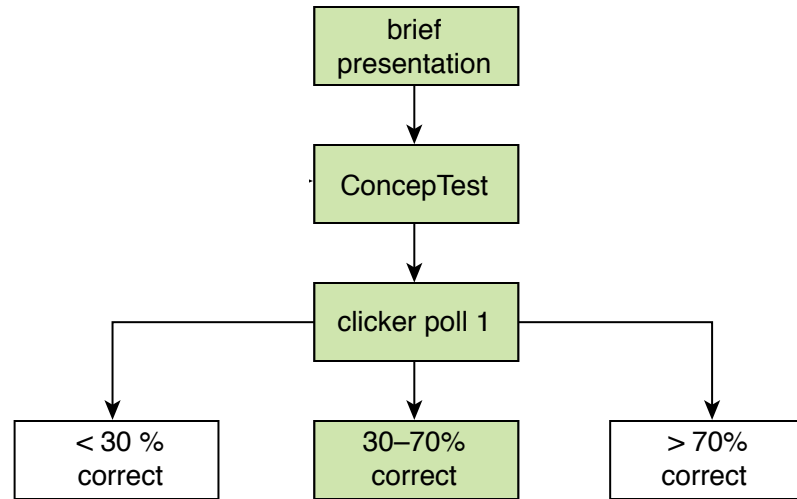 brief
presentation
ConcepTest
clicker poll 1
< 30 %
correct
30–70%
correct
> 70%
correct